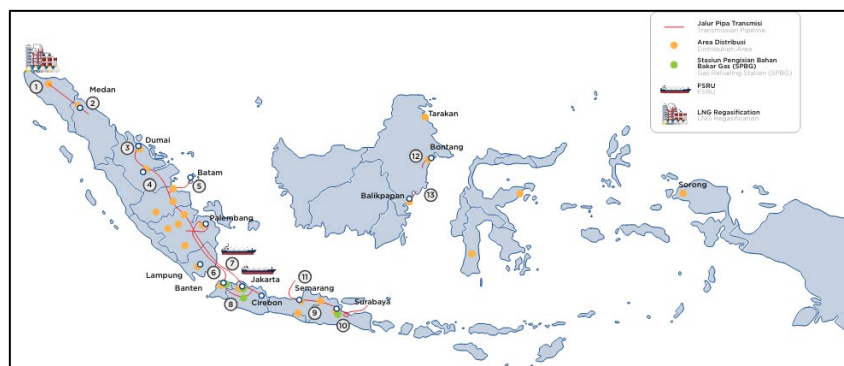 Jalur Pipa Transmisi
Transmission Pipeline
Area Distribusi
Distribution Area
Stasiun Pengisian Bahan
Bakar Gas (SPBG)
Gas Refueling Station (SPBG)
FSRU
FSRU
LNG Regasification
LNG Regasification
1
Medan
2
Tarakan
Dumai
3
Bontang
12
Batam
4
5
Sorong
Balikpapan
13
Palembang
Lampung
6
7
11
Banten
Jakarta
Semarang
Surabaya
8
Cirebon
9
10